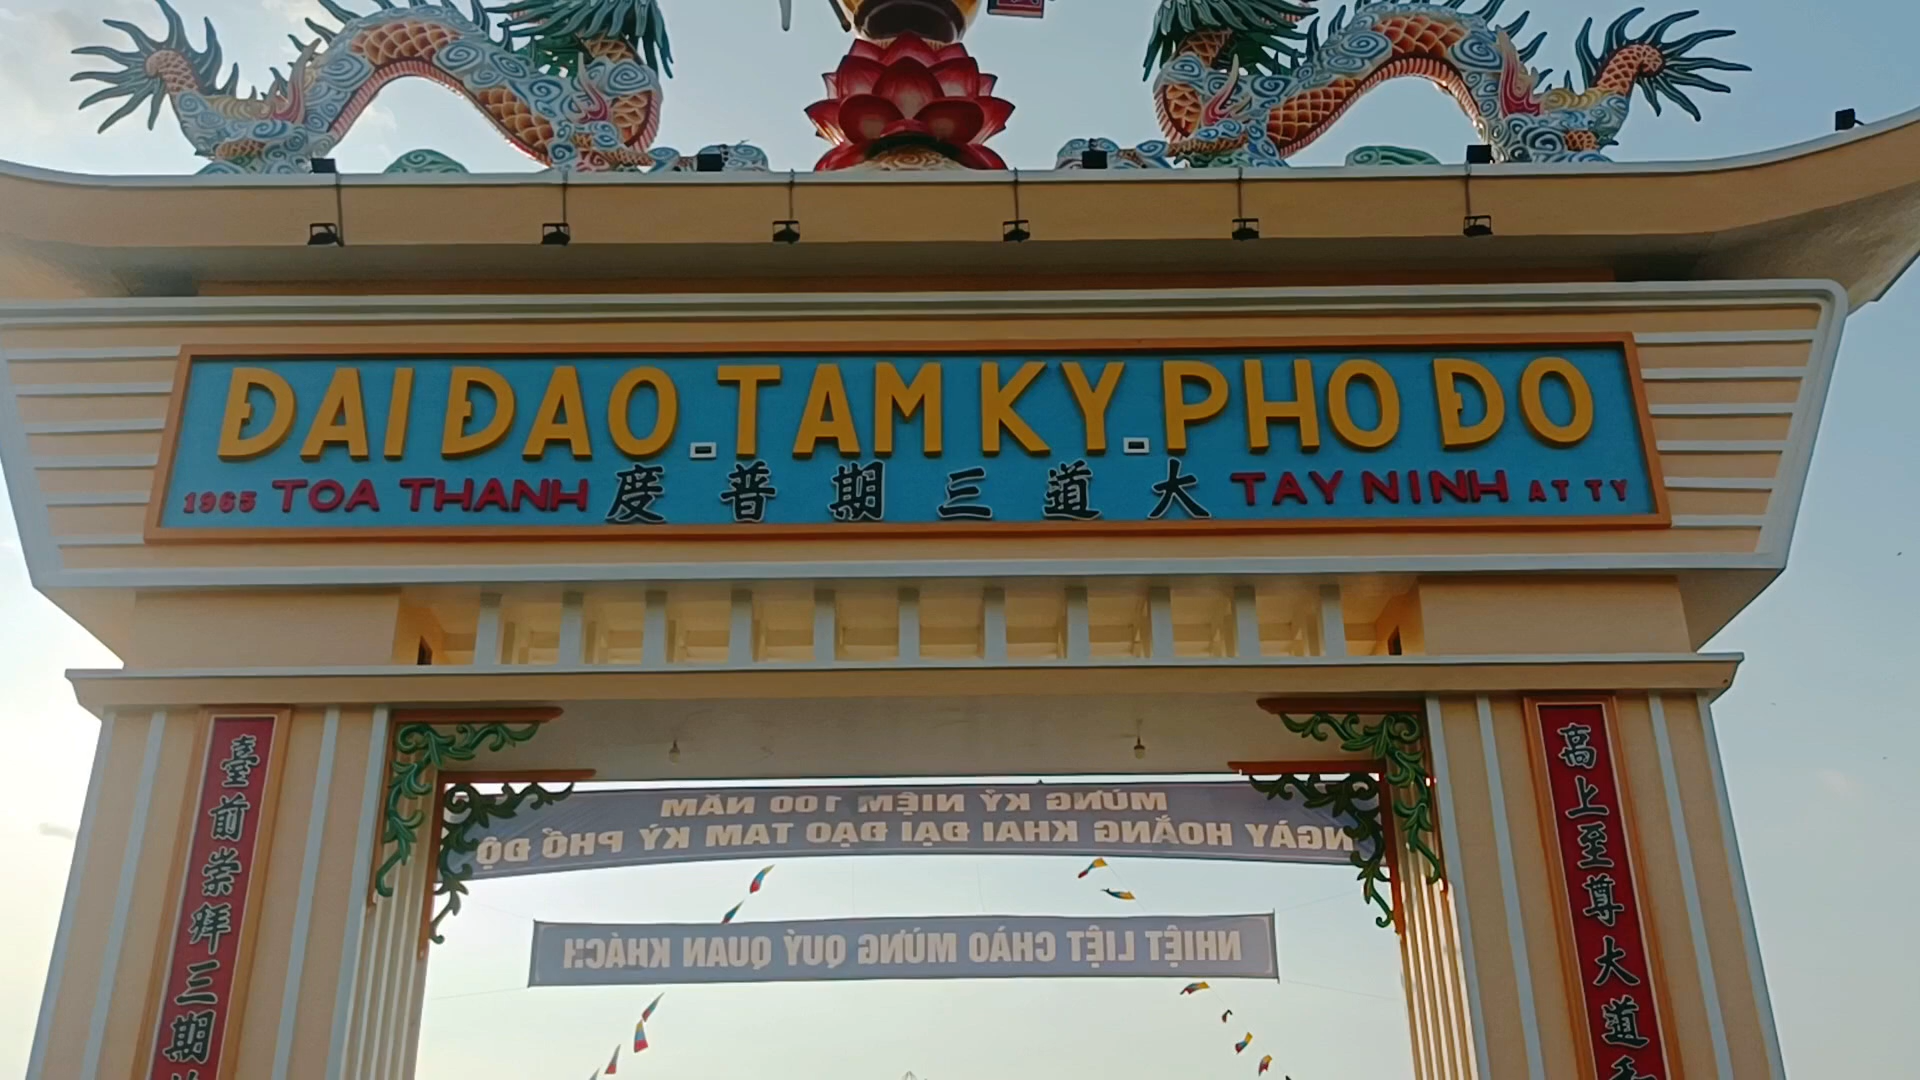 ĐAI ĐAO - TAM KY - PHO ĐO
1965 TOA THANH 度普期三道大 TAY NINH AT TY
臺前崇拜三期
高上至尊大道
MỪNG KỶ NIỆM 100 NĂM
NGÀY HOẰNG KHAI ĐẠI ĐẠO TAM KỲ PHỔ ĐỘ
NHIỆT LIỆT CHÀO MỪNG QUÝ QUAN KHÁCH